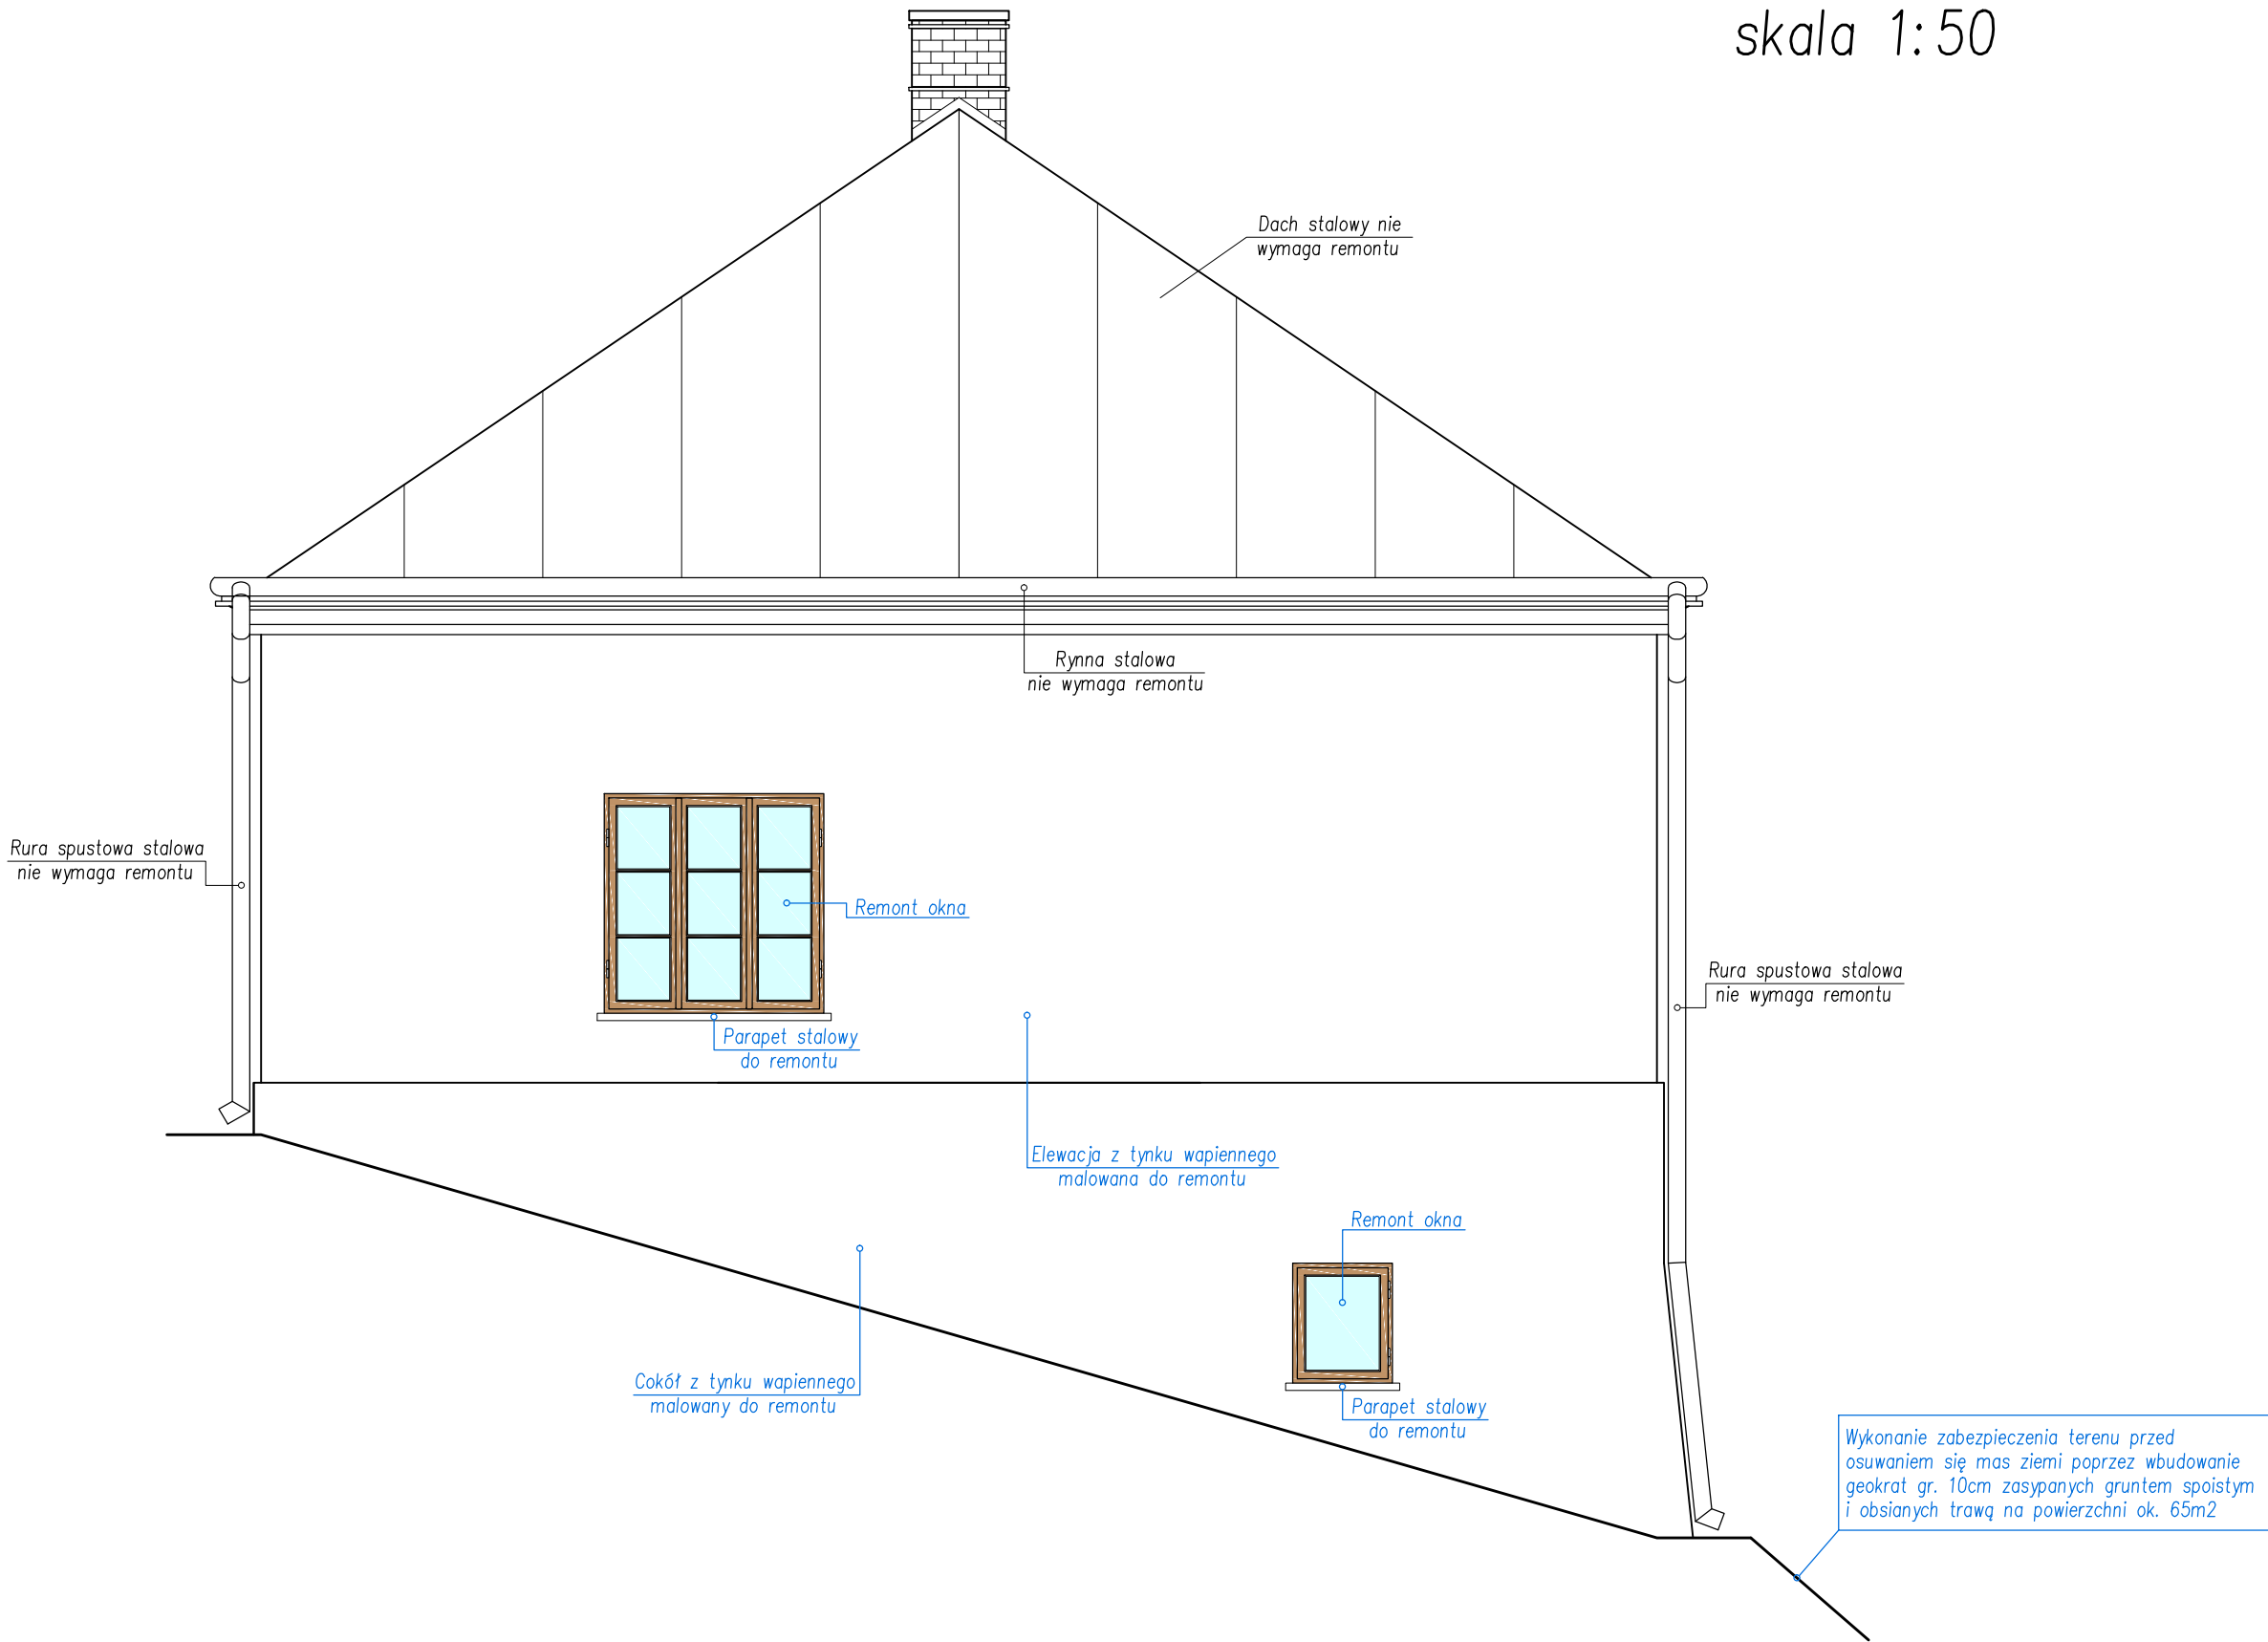 skala 1:50
Dach stalowy nie
wymaga remontu
Rynna stalowa
nie wymaga remontu
Rura spustowa stalowa
nie wymaga remontu
Remont okna
Rura spustowa stalowa
nie wymaga remontu
Parapet stalowy
do remontu
Elewacja z tynku wapiennego
malowana do remontu
Remont okna
Cokół z tynku wapiennego
malowany do remontu
Parapet stalowy
do remontu
Wykonanie zabezpieczenia terenu przed
osuwaniem się mas ziemi poprzez wbudowanie
geokrat gr. 10cm zasypanych gruntem spoistym
i obsianych trawą na powierzchni ok. 65m2